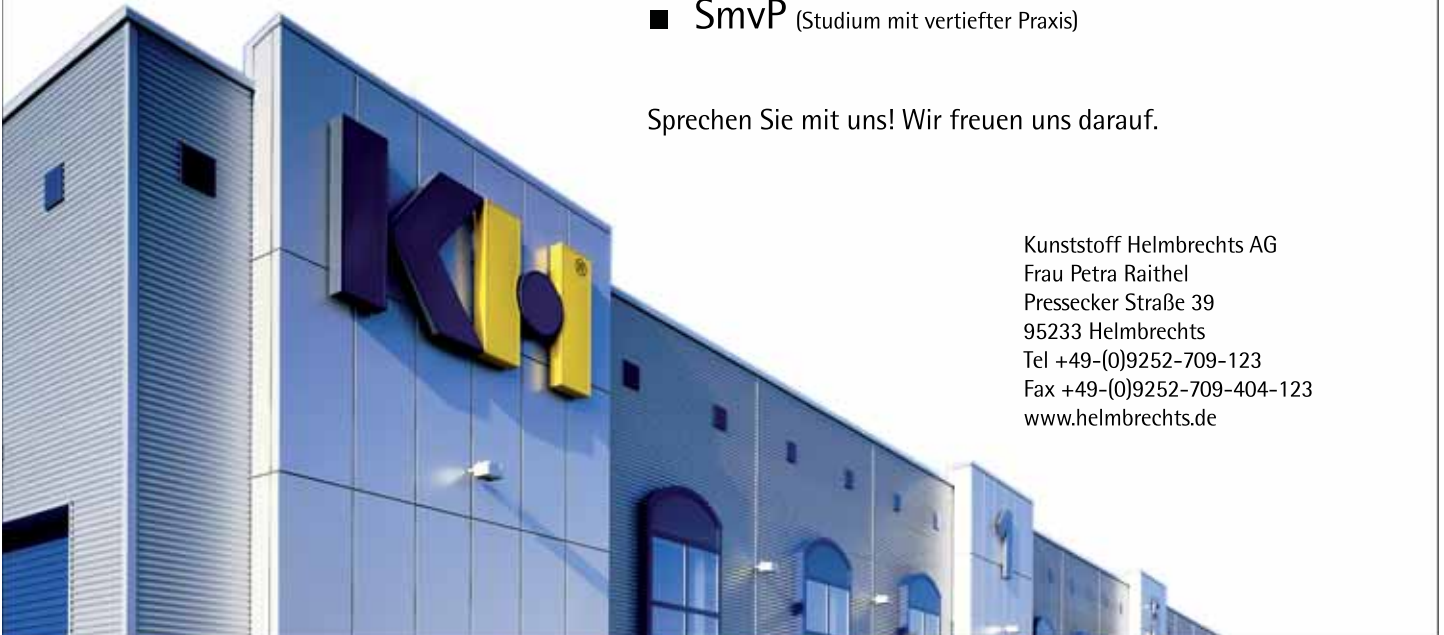 ■ SmvP (Studium mit vertiefter Praxis)
Sprechen Sie mit uns! Wir freuen uns darauf.
KH®
Kunststoff Helmbrechts AG
Frau Petra Raithel
Pressecker Straße 39
95233 Helmbrechts
Tel +49-(0)9252-709-123
Fax +49-(0)9252-709-404-123
www.helmbrechts.de
1